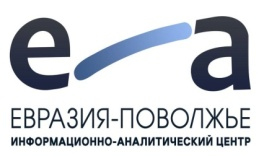 е-а
ЕВРАЗИЯ-ПОВОЛЖЬЕ
ИНФОРМАЦИОННО-АНАЛИТИЧЕСКИЙ ЦЕНТР